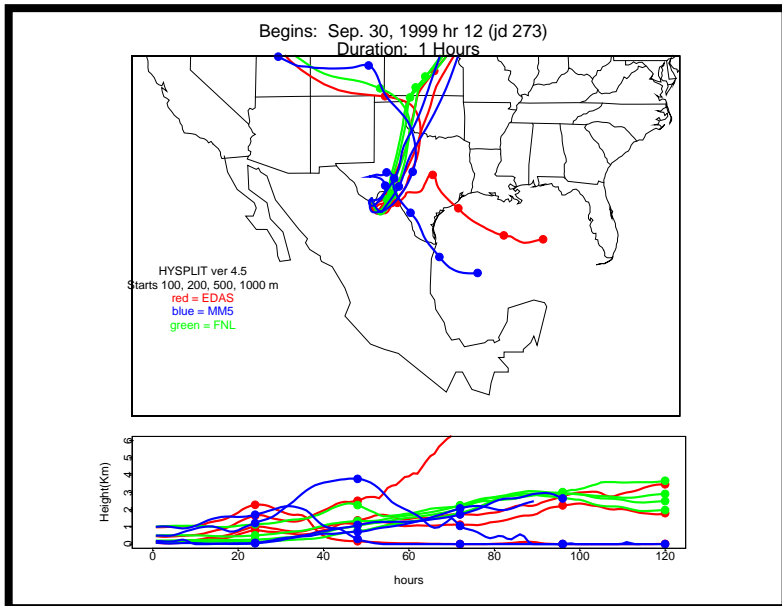 Begins: Sep. 30, 1999 hr 12 (jd 273)
Duration: 1 Hours
HYSPLIT ver 4.5
Starts 100, 200, 500, 1000 m
red = EDAS
blue = MM5
green = FNL
Height(Km)
6
5
4
3
2
1
0
0 20 40 60 80 100 120
hours